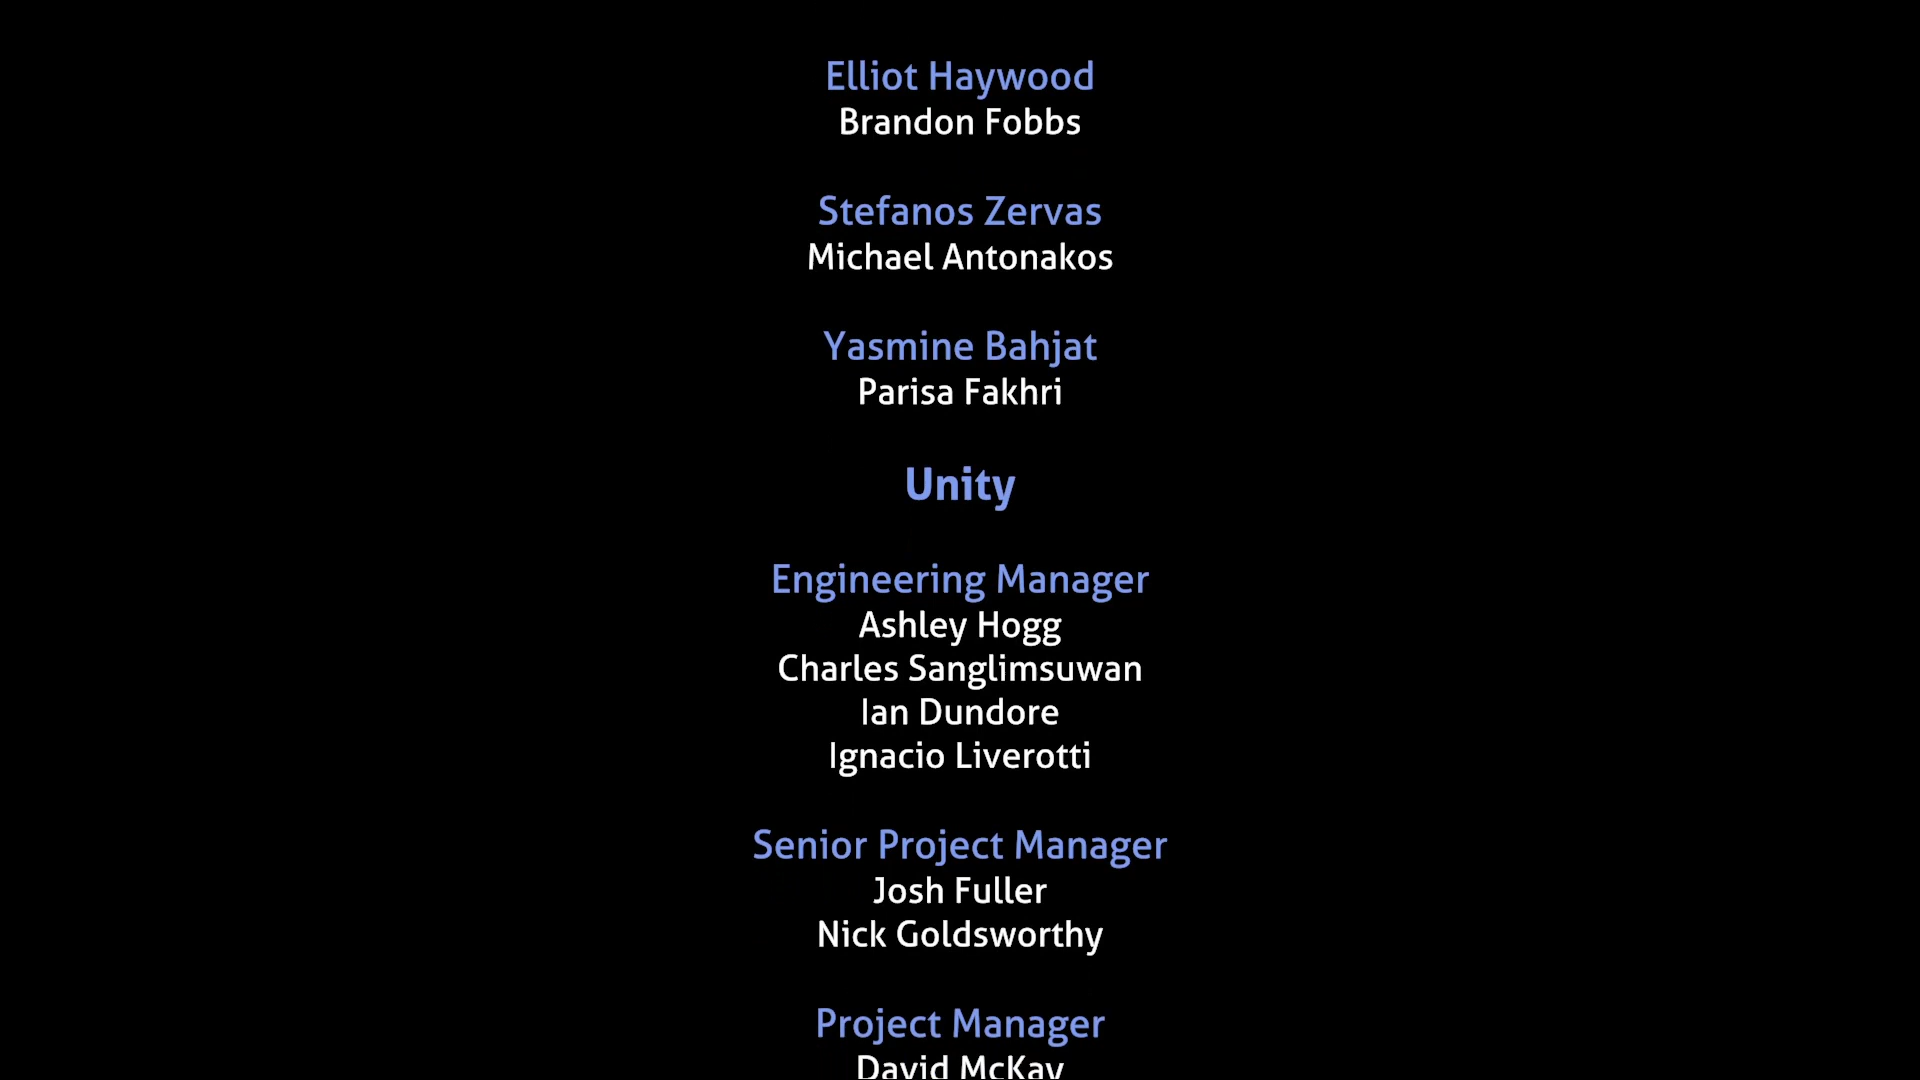 Elliot Haywood
Brandon Fobbs
Stefanos Zervas
Michael Antonakos
Yasmine Bahjat
Parisa Fakhri
Unity
Engineering Manager
Ashley Hogg
Charles Sanglimsuwan
Ian Dundore
Ignacio Liverotti
Senior Project Manager
Josh Fuller
Nick Goldsworthy
Project Manager
David McKay